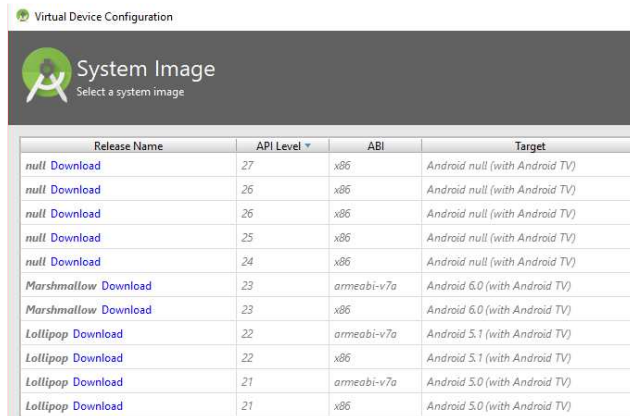 Virtual Device Configuration
System Image
Select a system image
Release Name API Level ABI Target
null Download 27 x86 Android null (with Android TV)
null Download 26 x86 Android null (with Android TV)
null Download 26 x86 Android null (with Android TV)
null Download 25 x86 Android null (with Android TV)
null Download 24 x86 Android null (with Android TV)
Marshmallow Download 23 armeabi-v7a Android 6.0 (with Android TV)
Marshmallow Download 23 x86 Android 6.0 (with Android TV)
Lollipop Download 22 armeabi-v7a Android 5.1 (with Android TV)
Lollipop Download 22 x86 Android 5.1 (with Android TV)
Lollipop Download 21 armeabi-v7a Android 5.0 (with Android TV)
Lollipop Download 21 x86 Android 5.0 (with Android TV)